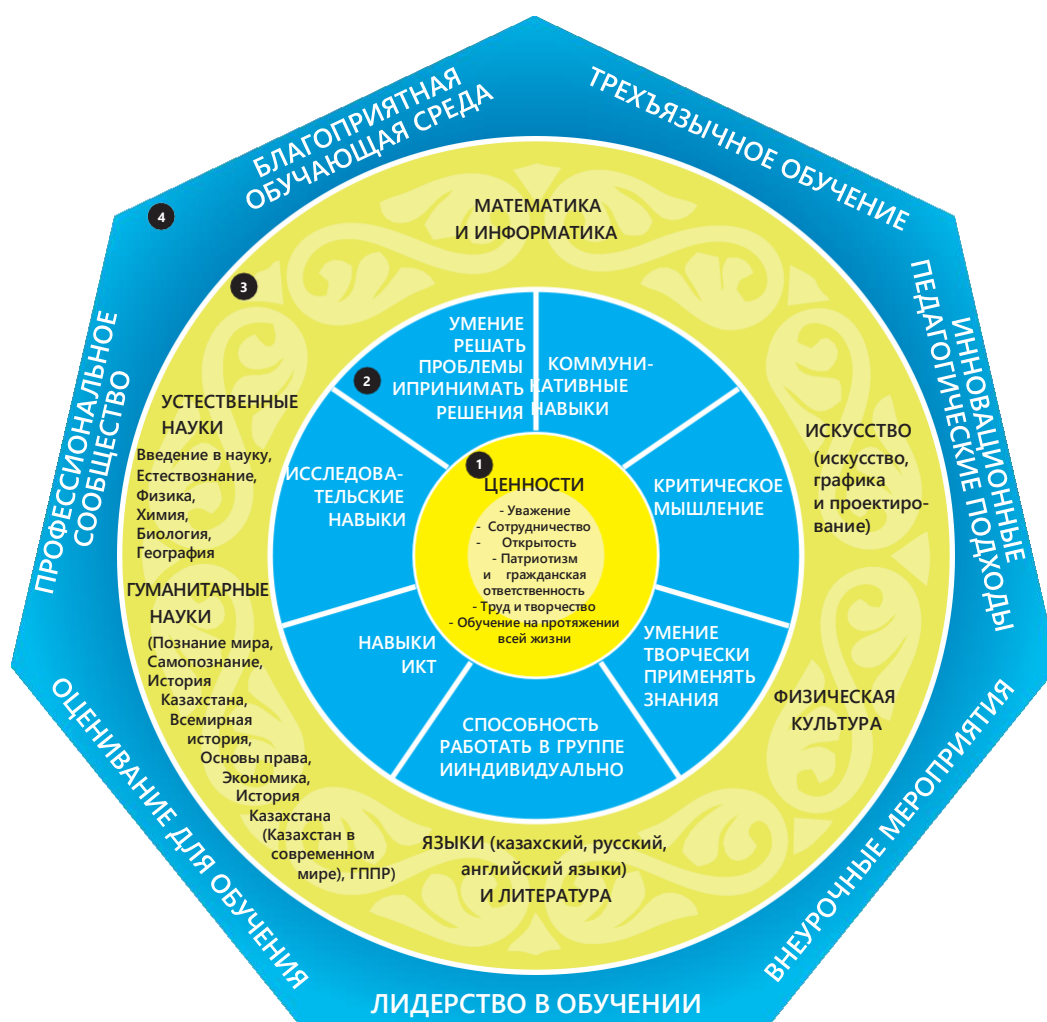 БЛАГОПРИЯТНАЯ
ОБУЧАЮЩАЯ СРЕДА
ТРЕХЪЯЗЫЧНОЕ ОБУЧЕНИЕ
ИННОВАЦИОННЫЕ
ПЕДАГОГИЧЕСКИЕ ПОДХОДЫ
ВНЕУРОЧНЫЕ МЕРОПРИЯТИЯ
ЛИДЕРСТВО В ОБУЧЕНИИ
ОЦЕНИВАНИЕ ДЛЯ ОБУЧЕНИЯ
ПРОФЕССИОНАЛЬНОЕ
СООБЩЕСТВО
4
3
МАТЕМАТИКА
И ИНФОРМАТИКА
ИСКУССТВО
(искусство,
графика
и проектиро-
вание)
ФИЗИЧЕСКАЯ
КУЛЬТУРА
ЯЗЫКИ (казахский, русский,
английский языки)
И ЛИТЕРАТУРА
УСТЕСТВЕННЫЕ
НАУКИ
Введение в науку,
Естествознание,
Физика,
Химия,
Биология,
География
ГУМАНИТАРНЫЕ
НАУКИ
(Познание мира,
Самопознание,
История
Казахстана,
Всемирная
история,
Основы права,
Экономика,
История
Казахстана
(Казахстан в
современном
мире), ГППР)
2
УМЕНИЕ
РЕШАТЬ
ПРОБЛЕМЫ
ИПРИНИМАТЬ
РЕШЕНИЯ
КОММУНИ-
КАТИВНЫЕ
НАВЫКИ
КРИТИЧЕСКОЕ
МЫШЛЕНИЕ
УМЕНИЕ
ТВОРЧЕСКИ
ПРИМЕНЯТЬ
ЗНАНИЯ
СПОСОБНОСТЬ
РАБОТАТЬ В ГРУППЕ
ИИНДИВИДУАЛЬНО
НАВЫКИ
ИКТ
ИССЛЕДОВА-
ТЕЛЬСКИЕ
НАВЫКИ
1
ЦЕННОСТИ
- Уважение
- Сотрудничество
- Открытость
- Патриотизм
и гражданская
ответственность
- Труд и творчество
- Обучение на протяжении
всей жизни